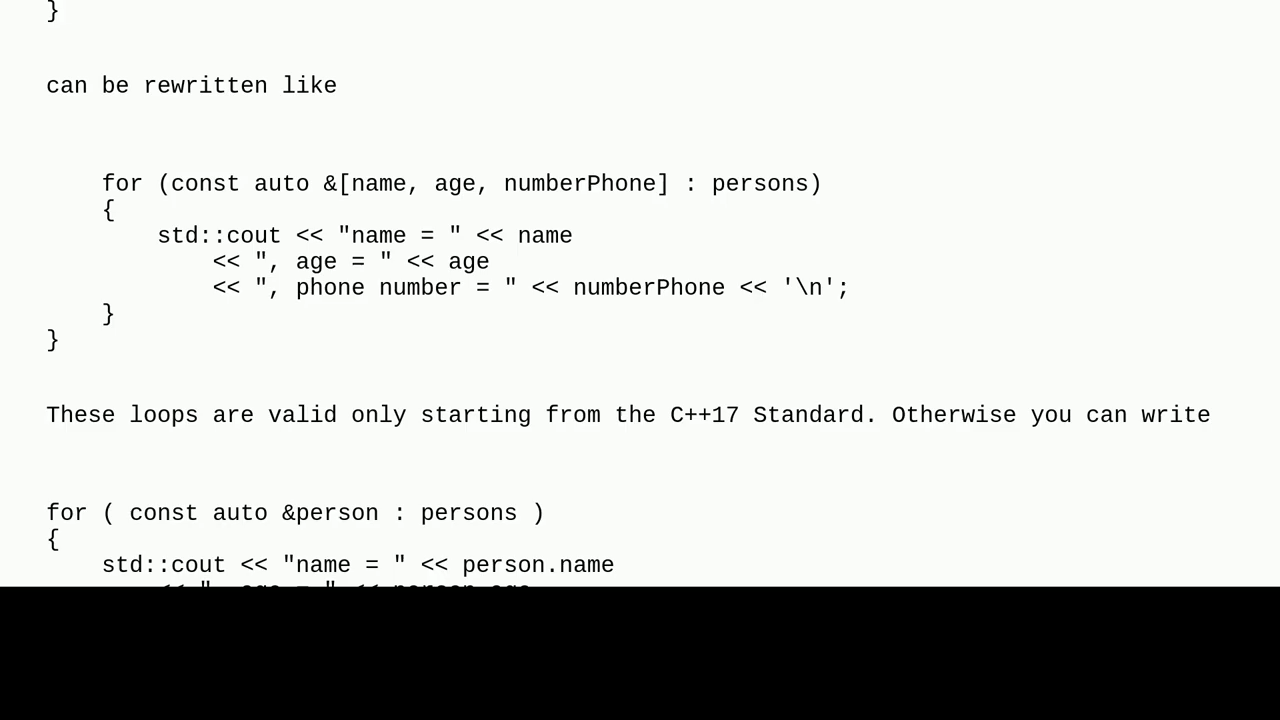 }
can be rewritten like
for (const auto &[name, age, numberPhone] : persons)
{
std::cout << "name = " << name
<< ", age = " << age
<< ", phone number = " << numberPhone << '\n';
}
}
These loops are valid only starting from the C++17 Standard. Otherwise you can write
for ( const auto &person : persons )
{
std::cout << "name = " << person.name